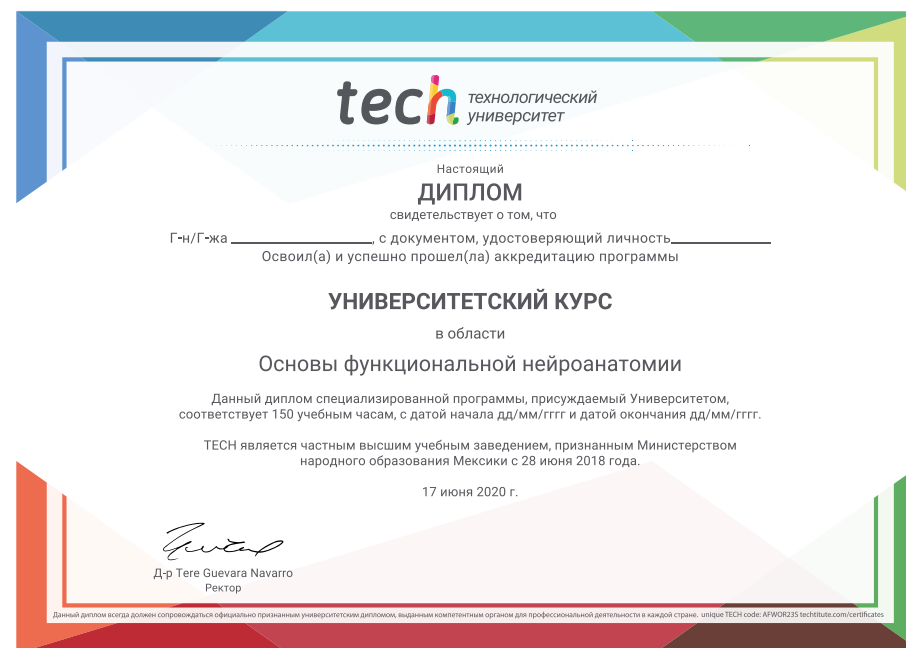 tech технологический
университет
Настоящий
ДИПЛОМ
свидетельствует о том, что
Г-н/Г-жа ____________, с документом, удостоверяющий личность____________
Освоил(а) и успешно прошел(ла) аккредитацию программы
УНИВЕРСИТЕТСКИЙ КУРС
в области
Основы функциональной нейроанатомии
Данный диплом специализированной программы, присуждаемый Университетом,
соответствует 150 учебным часам, с датой начала дд/мм/гггг и датой окончания дд/мм/гггг.
TECH является частным высшим учебным заведением, признанным Министерством
народного образования Мексики с 28 июня 2018 года.
17 июня 2020 г.
Д-р Tere Guevara Navarro
Ректор
Данный диплом всегда должен сопровождаться официально признанным университетским дипломом, выданным компетентным органом для профессиональной деятельности в каждой стране. unique TECH code: AFWOR23S techtitute.com/certificates